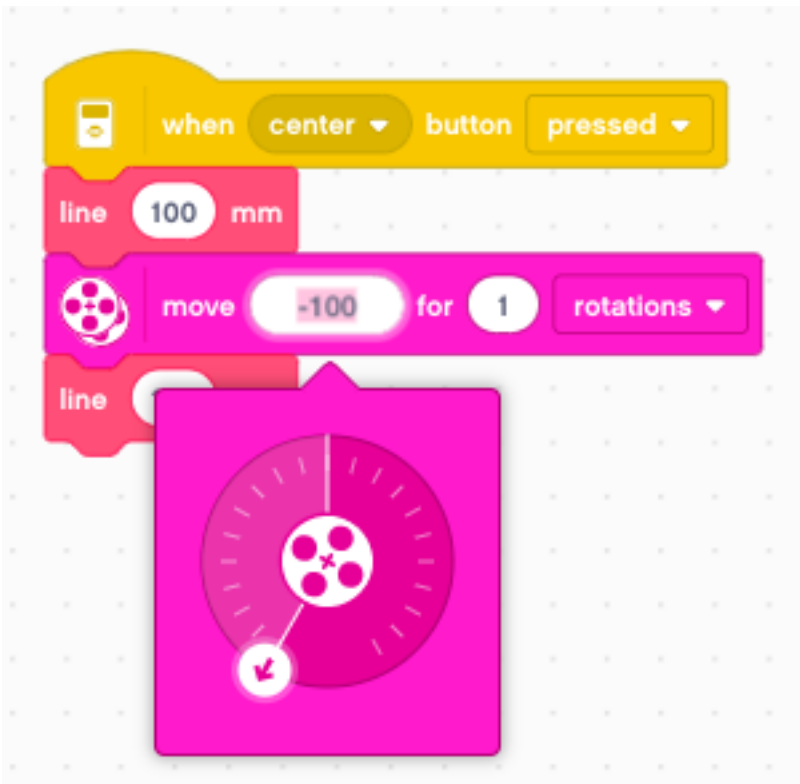 when center button pressed
line 100 mm
move -100 for 1 rotations
line